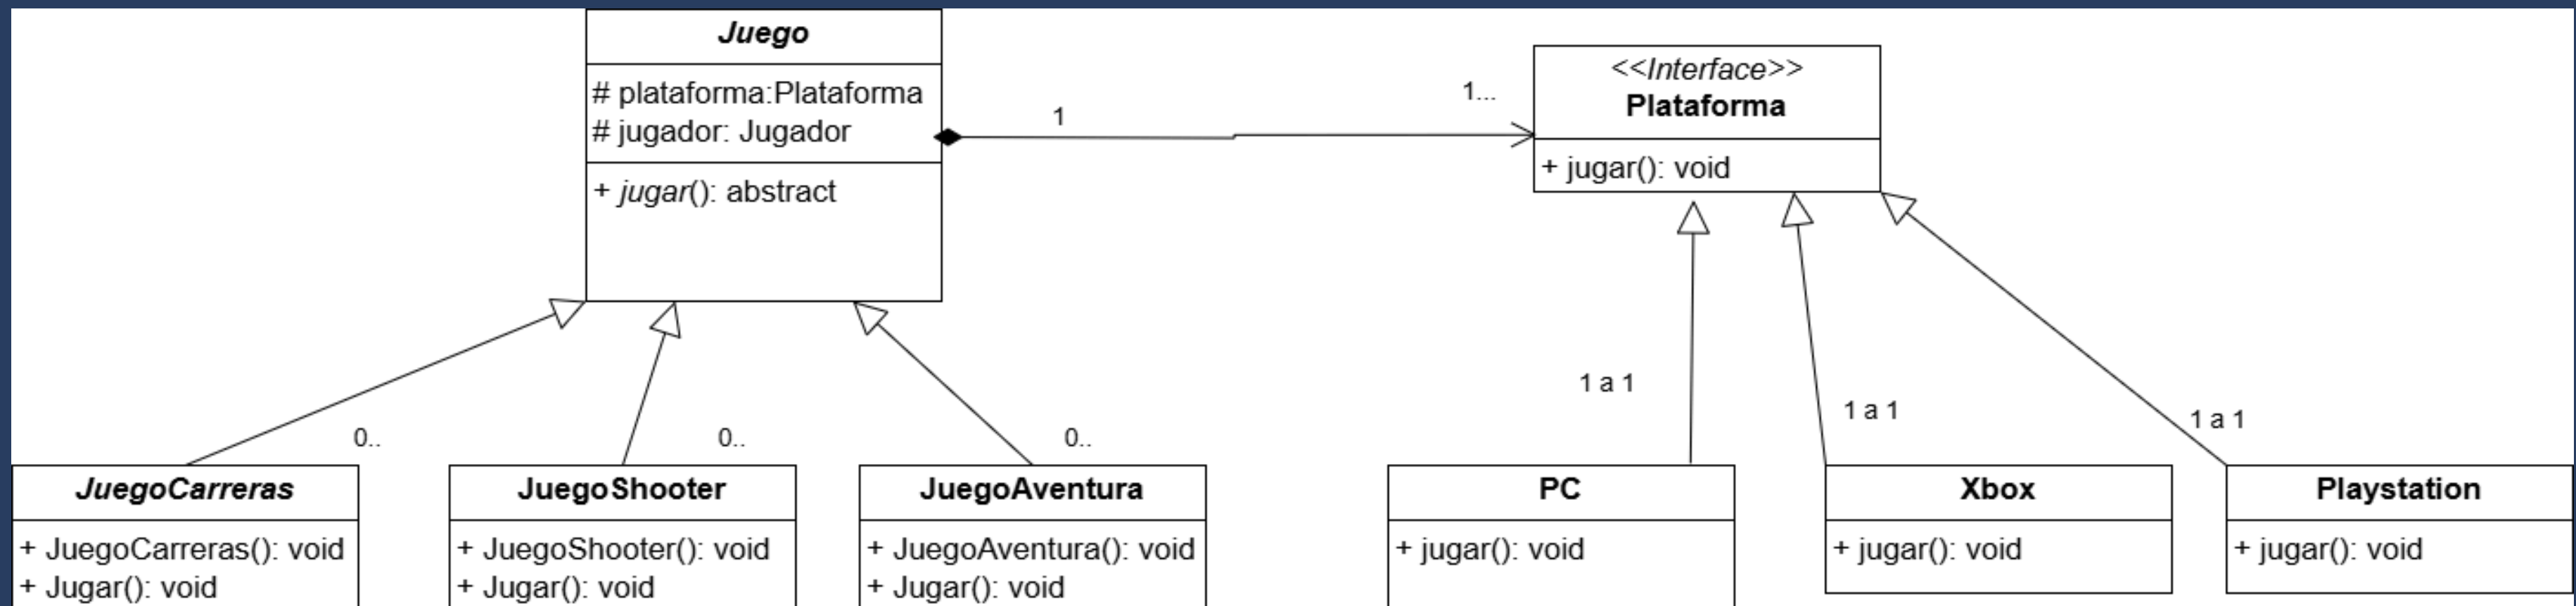 Juego
# plataforma:Plataforma
# jugador: Jugador
+ jugar(): abstract
1
1...
<<Interface>>
Plataforma
+ jugar(): void
0..
0..
0..
1 a 1
1 a 1
1 a 1
JuegoCarreras
+ JuegoCarreras(): void
+ Jugar(): void
JuegoShooter
+ JuegoShooter(): void
+ Jugar(): void
JuegoAventura
+ JuegoAventura(): void
+ Jugar(): void
PC
+ jugar(): void
Xbox
+ jugar(): void
Playstation
+ jugar(): void